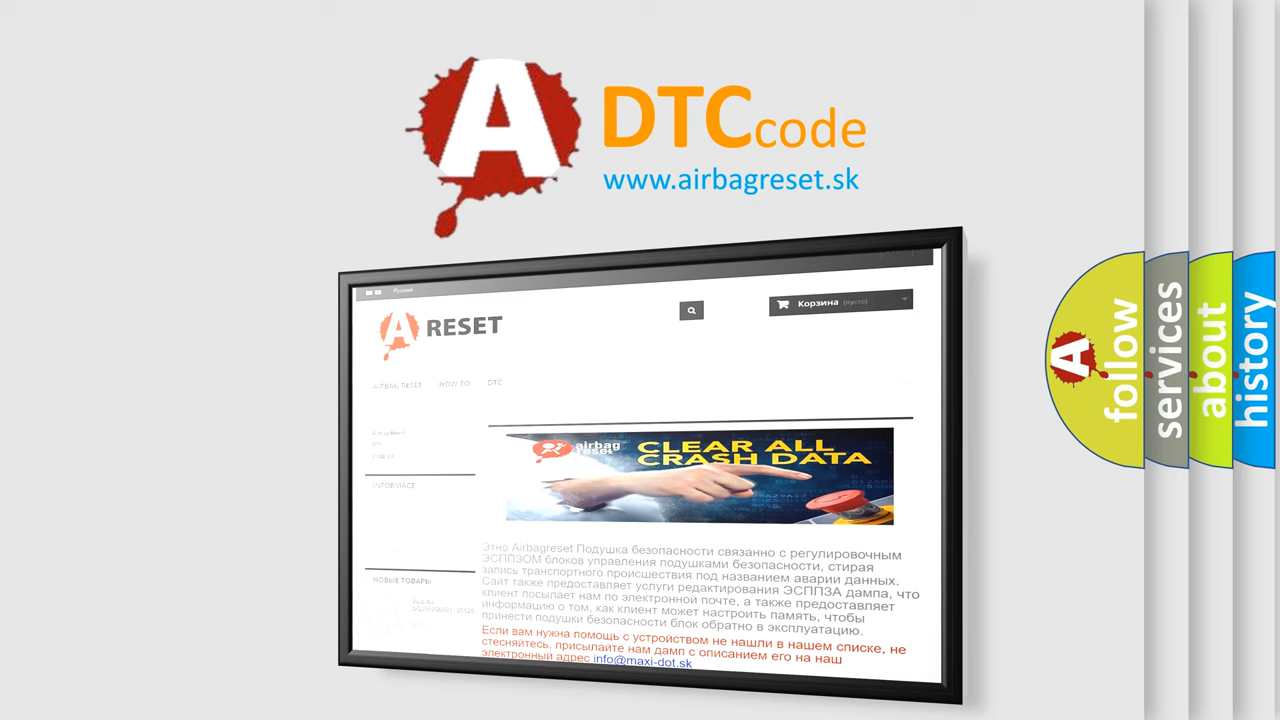 A DTC code
www.airbagreset.sk
Русский
A RESET
Корзина (пусто)
AIRBAG RESET HOW TO DTC
INFORMACE
airbag
reset
CLEAR ALL
CRASH DATA
Этно Airbagreset Подушка безопасности связанно с регулировочным
ЭСППЗОМ блоков управления подушками безопасности, стирая
запись транспортного происшествия под названием аварии данных.
Сайт также предоставляет услуги редактирования ЭСППЗА дампа, что
клиент посылает нам по электронной почте, а также предоставляет
информацию о том, как клиент может настроить память, чтобы
принести подушки безопасности блок обратно в эксплуатацию.
Если вам нужна помощь с устройством не нашли в нашем списке, не
стесняйтесь, присылайте нам дамп с описанием его на наш
электронный адрес info@maxi-dot.sk
НОВЫЕ ТОВАРЫ
A follow
services
about
history